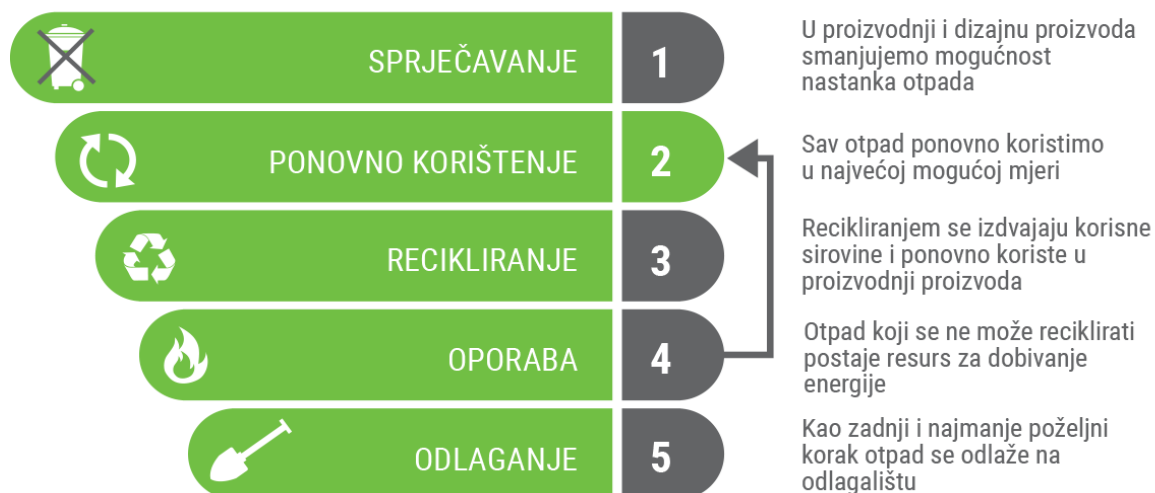 SPRJEČAVANJE
1
U proizvodnji i dizajnu proizvoda
smanjujemo mogućnost
nastanka otpada
PONOVNO KORIŠTENJE
2
Sav otpad ponovno koristimo
u najvećoj mogućoj mjeri
RECIKLIRANJE
3
Recikliranjem se izdvajaju korisne
sirovine i ponovno koriste u
proizvodnji proizvoda
OPORABA
4
Otpad koji se ne može reciklirati
postaje resurs za dobivanje
energije
ODLAGANJE
5
Kao zadnji i najmanje poželjni
korak otpad se odlaže na
odlagalištu